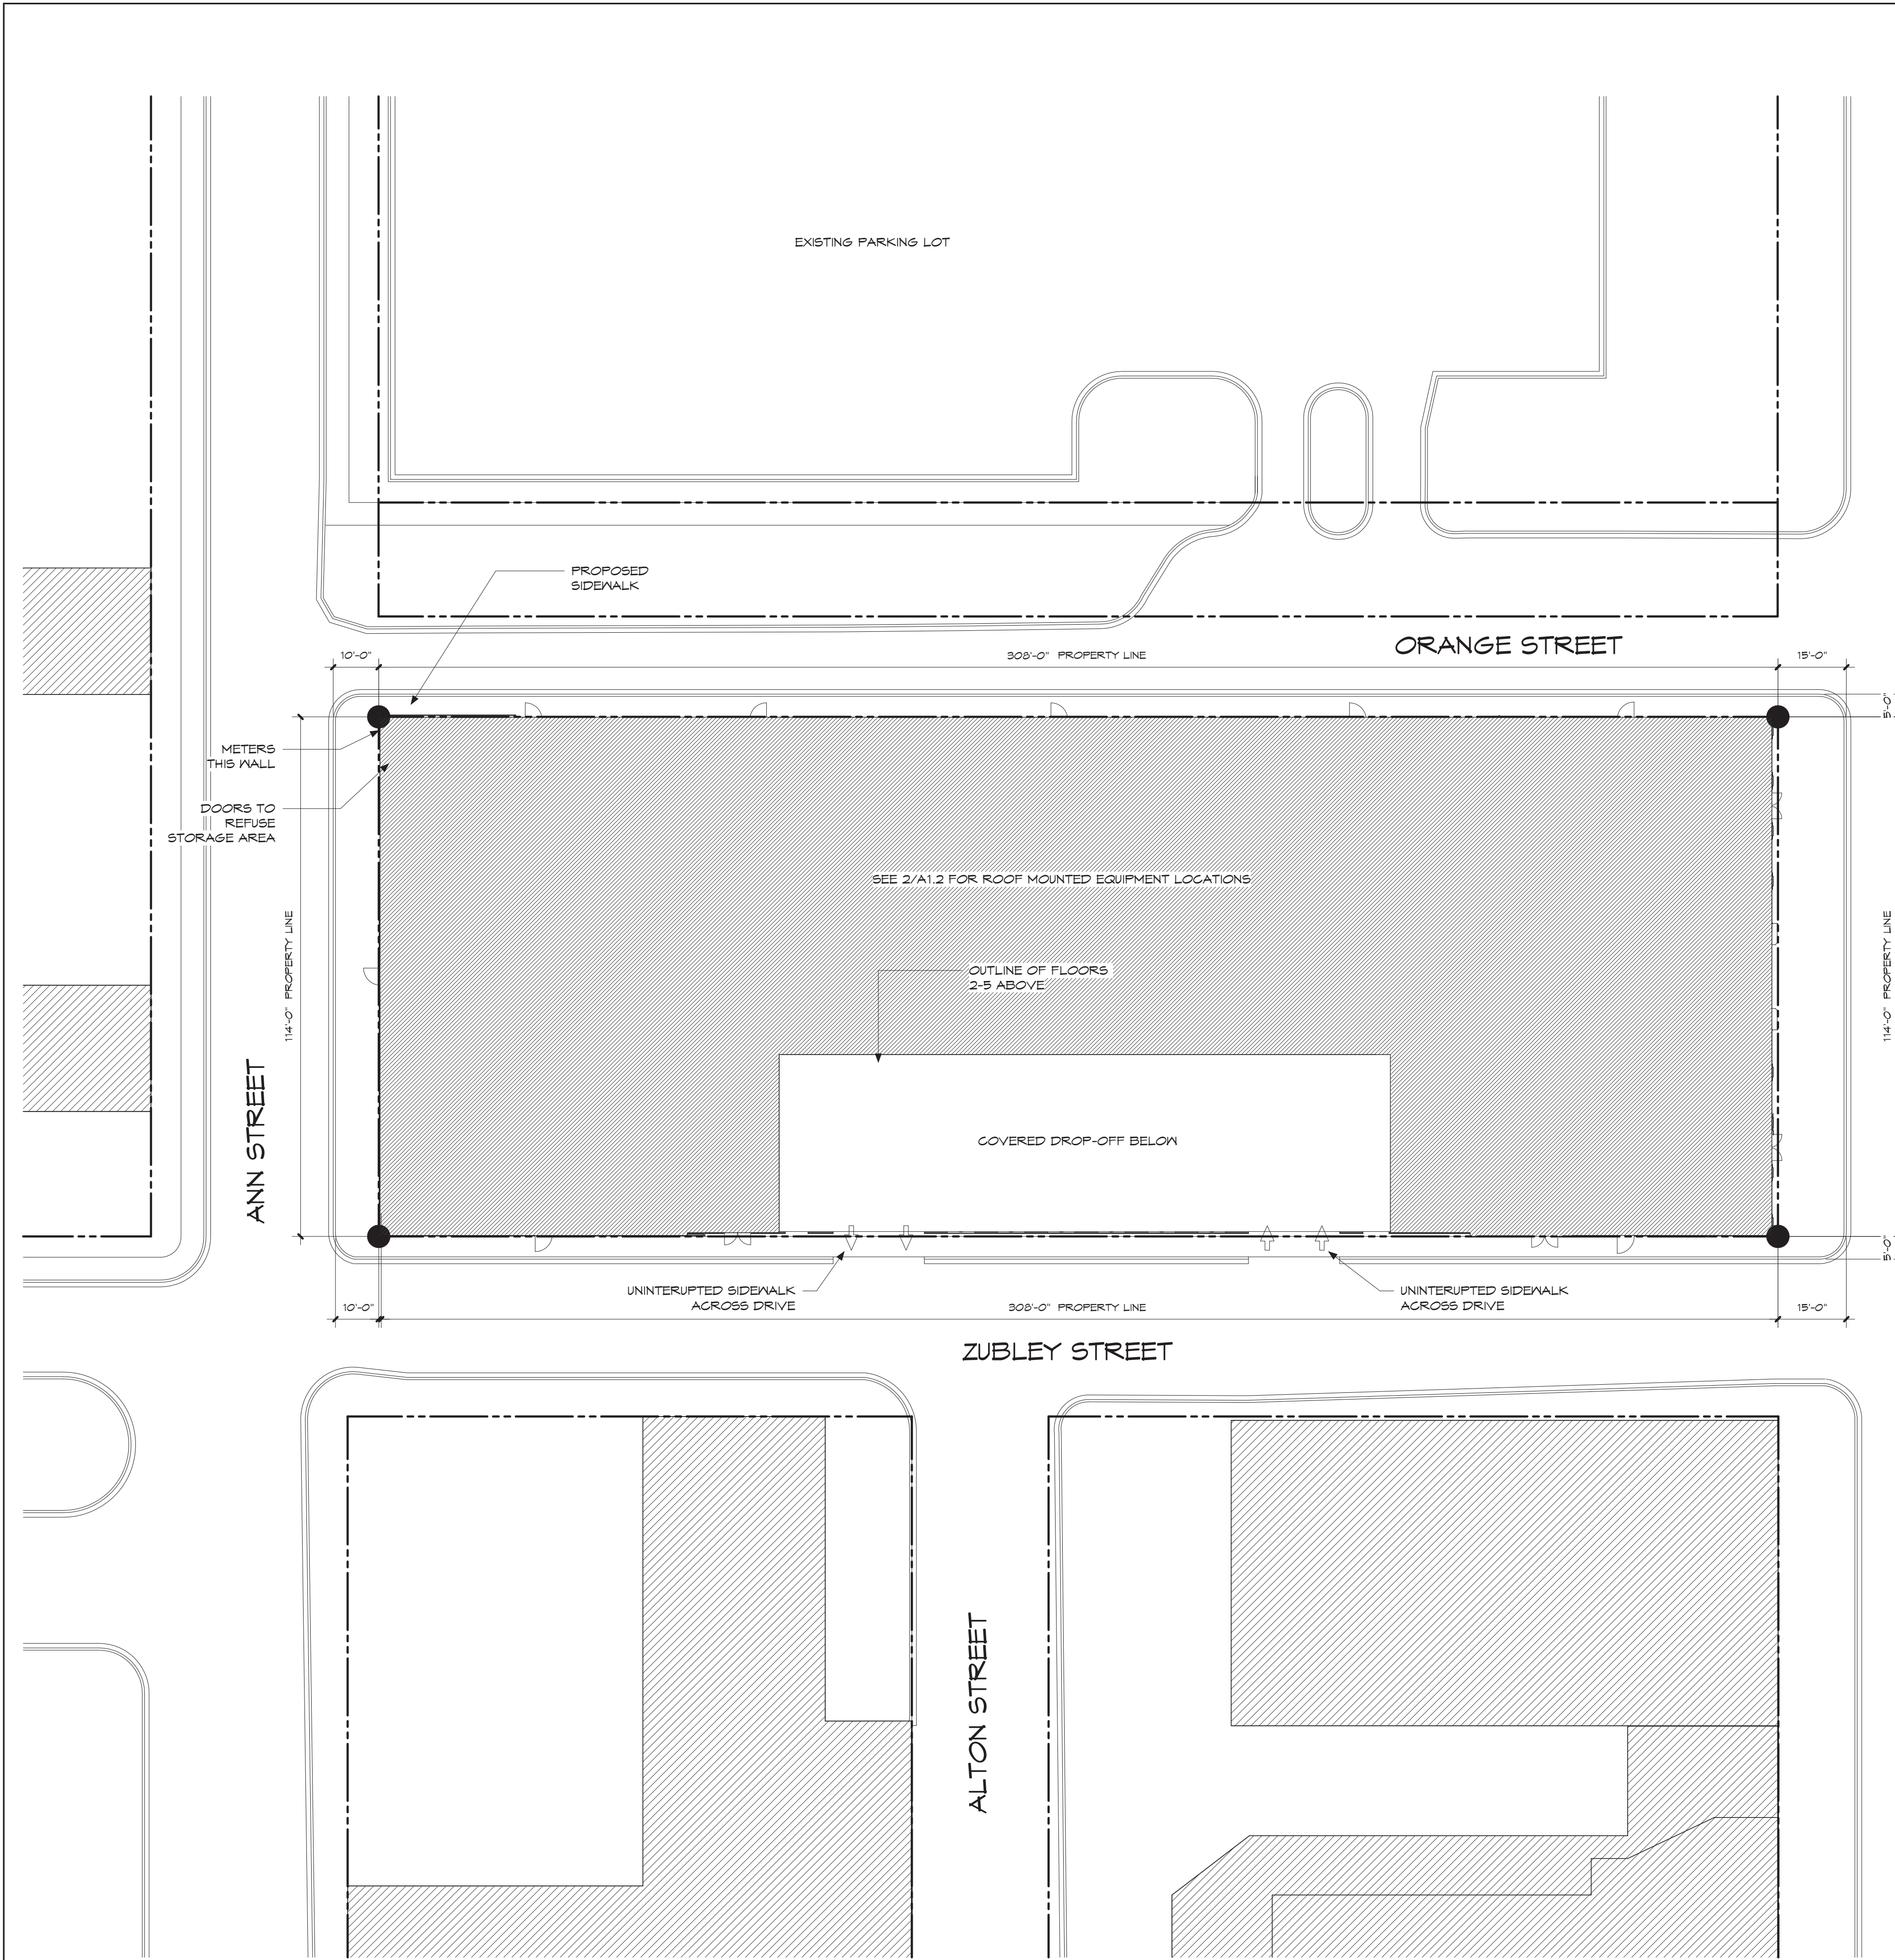 EXISTING PARKING LOT
PROPOSED
SIDEWALK
ORANGE STREET
10'-0"
308'-0" PROPERTY LINE
15'-0"
5'-0"
METERS
THIS WALL
DOORS TO
REFUSE
STORAGE AREA
SEE 2/A1.2 FOR ROOF MOUNTED EQUIPMENT LOCATIONS
114'-0" PROPERTY LINE
114'-0" PROPERTY LINE
OUTLINE OF FLOORS
2-5 ABOVE
ANN STREET
COVERED DROP-OFF BELOW
5'-0"
UNINTERUPTED SIDEWALK
ACROSS DRIVE
UNINTERUPTED SIDEWALK
ACROSS DRIVE
10'-0"
308'-0" PROPERTY LINE
15'-0"
ZUBLEY STREET
ALTON STREET